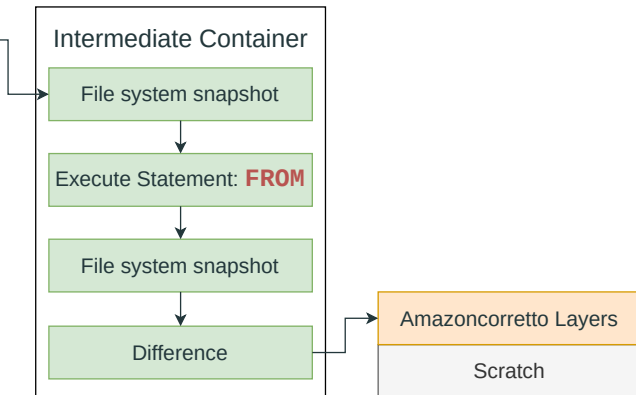 Intermediate Container
File system snapshot
Execute Statement: FROM
File system snapshot
Difference
Amazoncorretto Layers
Scratch